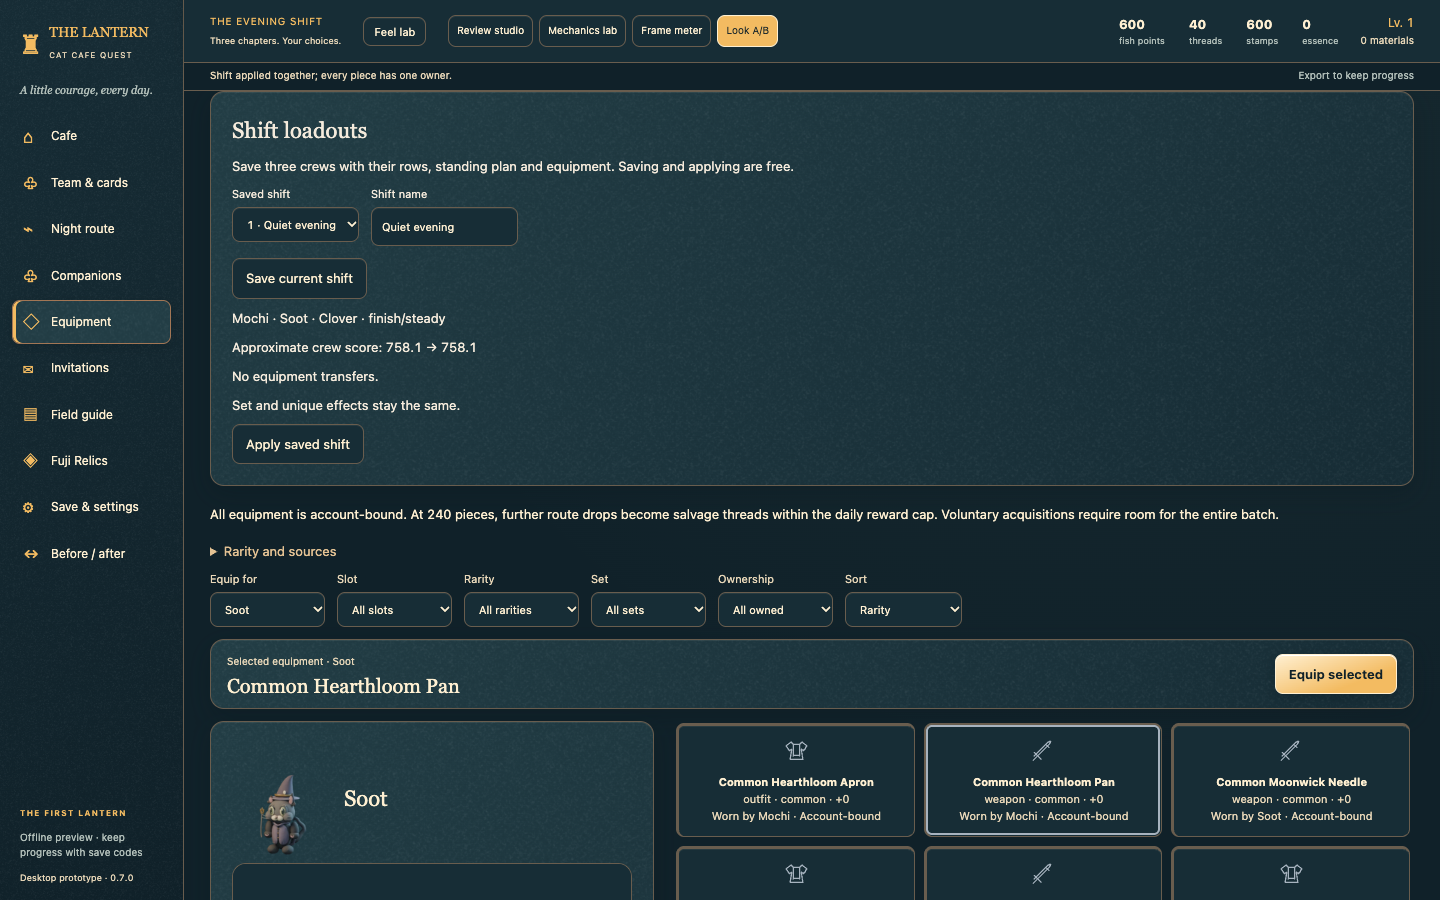 THE LANTERN
CAT CAFE QUEST
A little courage, every day.
Cafe
Team & cards
Night route
Companions
Equipment
Invitations
Field guide
Fuji Relics
Save & settings
Before / after
THE FIRST LANTERN
Offline preview · keep
progress with save codes
Desktop prototype · 0.7.0
THE EVENING SHIFT
Three chapters. Your choices.
Feel lab
Review studio
Mechanics lab
Frame meter
Look A/B
600 fish points
40 threads
600 stamps
0 essence
Lv. 1
0 materials
Shift applied together; every piece has one owner.
Export to keep progress
Shift loadouts
Save three crews with their rows, standing plan and equipment. Saving and applying are free.
Saved shift
Shift name
1 · Quiet evening
Quiet evening
Save current shift
Mochi · Soot · Clover · finish/steady
Approximate crew score: 758.1 → 758.1
No equipment transfers.
Set and unique effects stay the same.
Apply saved shift
All equipment is account-bound. At 240 pieces, further route drops become salvage threads within the daily reward cap. Voluntary acquisitions require room for the entire batch.
Rarity and sources
Equip for
Slot
Rarity
Set
Ownership
Sort
Soot
All slots
All rarities
All sets
All owned
Rarity
Selected equipment · Soot
Common Hearthloom Pan
Equip selected
Soot
Common Hearthloom Apron
outfit · common · +0
Worn by Mochi · Account-bound
Common Hearthloom Pan
weapon · common · +0
Worn by Mochi · Account-bound
Common Moonwick Needle
weapon · common · +0
Worn by Soot · Account-bound